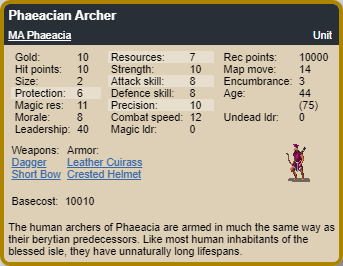 Phaeacian Archer
MA Phaeacia Unit
Gold: 10 Resources: 7 Rec points: 10000
Hit points: 10 Strength: 10 Map move: 14
Size: 2 Attack skill: 8 Encumbrance: 3
Protection: 6 Defence skill: 8 Age: 44
Magic res: 11 Precision: 10 (75)
Morale: 8 Combat speed: 12 Undead ldr: 0
Leadership: 40 Magic ldr: 0
Weapons: Armor:
Dagger Leather Cuirass
Short Bow Crested Helmet
Basecost: 10010
The human archers of Phaeacia are armed in much the same way as
their berytian predecessors. Like most human inhabitants of the
blessed isle, they have unnaturally long lifespans.